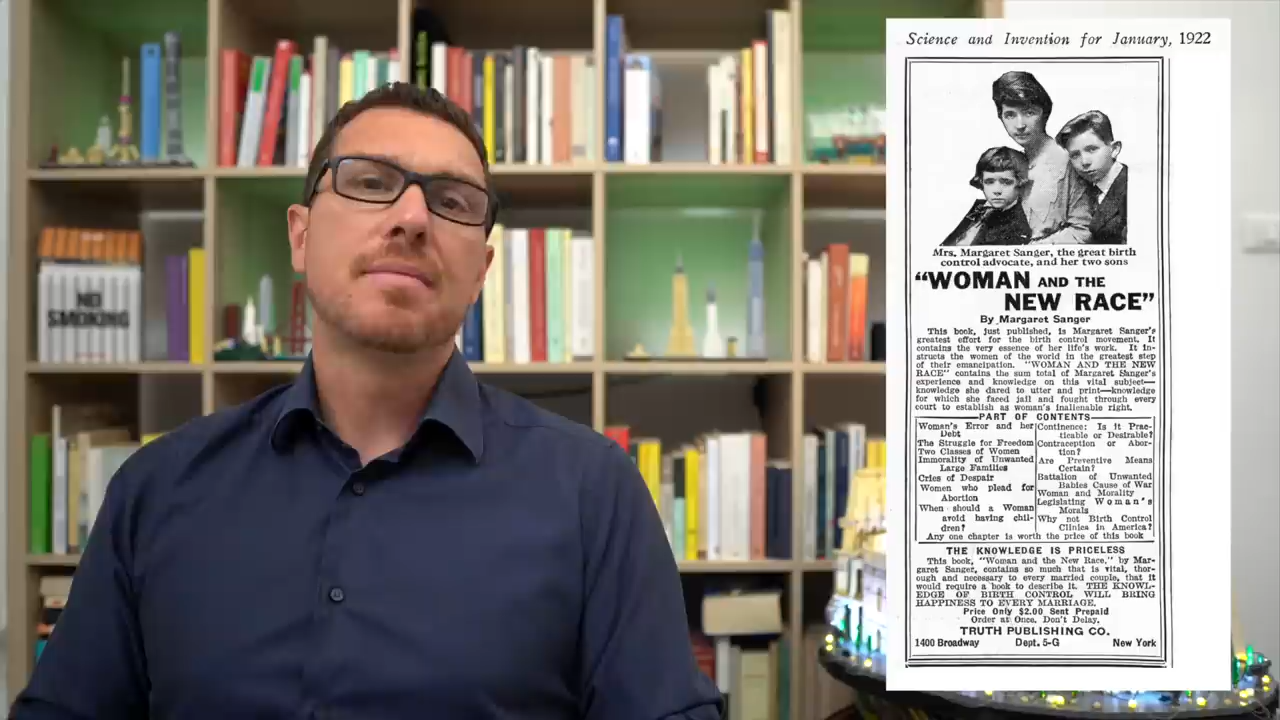 NO
SMOKING
Science and Invention for January, 1922
Mrs. Margaret Sanger, the great birth
control advocate, and her two sons
"WOMAN AND THE
NEW RACE"
By Margaret Sanger
This book, just published, is Margaret Sanger's
greatest effort for the birth control movement. It
contains the very essence of her life's work. It in-
structs the women of the world in the greatest step
of their emancipation. "WOMAN AND THE NEW
RACE" contains the sum total of Margaret Sanger's
experience and knowledge on this vital subject—
knowledge she dared to utter and print—knowledge
for which she faced jail and fought through every
court to establish as woman's inalienable right.
PART OF CONTENTS
Woman's Error and her
Debt
The Struggle for Freedom
Two Classes of Women
Immorality of Unwanted
Large Families
Cries of Despair
Women who plead for
Abortion
When should a Woman
avoid having chil-
dren?
Continence: Is it Prac-
ticable or Desirable?
Contraception or Abor-
tion?
Are Preventive Means
Certain?
Battalion of Unwanted
Babies Cause of War
Woman and Morality
Legislating Woman's
Morals
Why not Birth Control
Clinics in America?
Any one chapter is worth the price of this book
THE KNOWLEDGE IS PRICELESS
This book, "Woman and the New Race," by Mar-
garet Sanger, contains so much that is vital, thor-
ough and necessary to every married couple, that it
would require a book to describe it. THE KNOWL-
EDGE OF BIRTH CONTROL WILL BRING
HAPPINESS TO EVERY MARRIAGE.
Price Only $2.00 Sent Prepaid
Order at Once. Don't Delay.
TRUTH PUBLISHING CO.
1400 Broadway Dept. 5-G New York